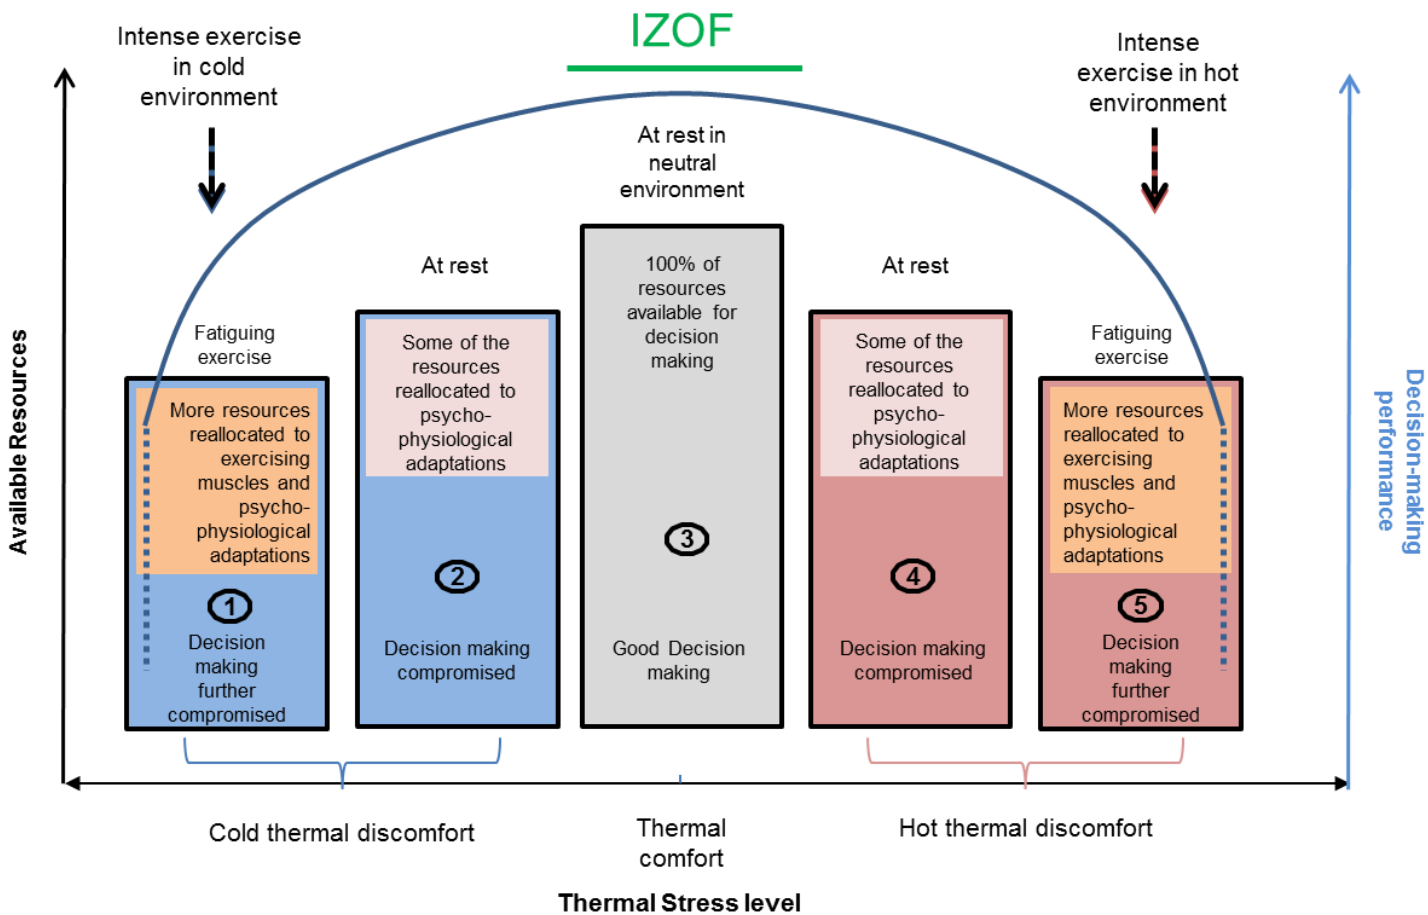 IZOF
Intense exercise
in cold
environment
Intense
exercise in hot
environment
At rest in
neutral
environment
At rest
At rest
Fatiguing
exercise
Fatiguing
exercise
More resources
reallocated to
exercising
muscles and
psycho-
physiological
adaptations
1
Decision
making
further
compromised
Some of the
resources
reallocated to
psycho-
physiological
adaptations
2
Decision making
compromised
100% of
resources
available for
decision
making
3
Good Decision
making
Some of the
resources
reallocated to
psycho-
physiological
adaptations
4
Decision making
compromised
More resources
reallocated to
exercising
muscles and
psycho-
physiological
adaptations
5
Decision
making
further
compromised
Available Resources
Decision-making
performance
Cold thermal discomfort
Thermal
comfort
Hot thermal discomfort
Thermal Stress level